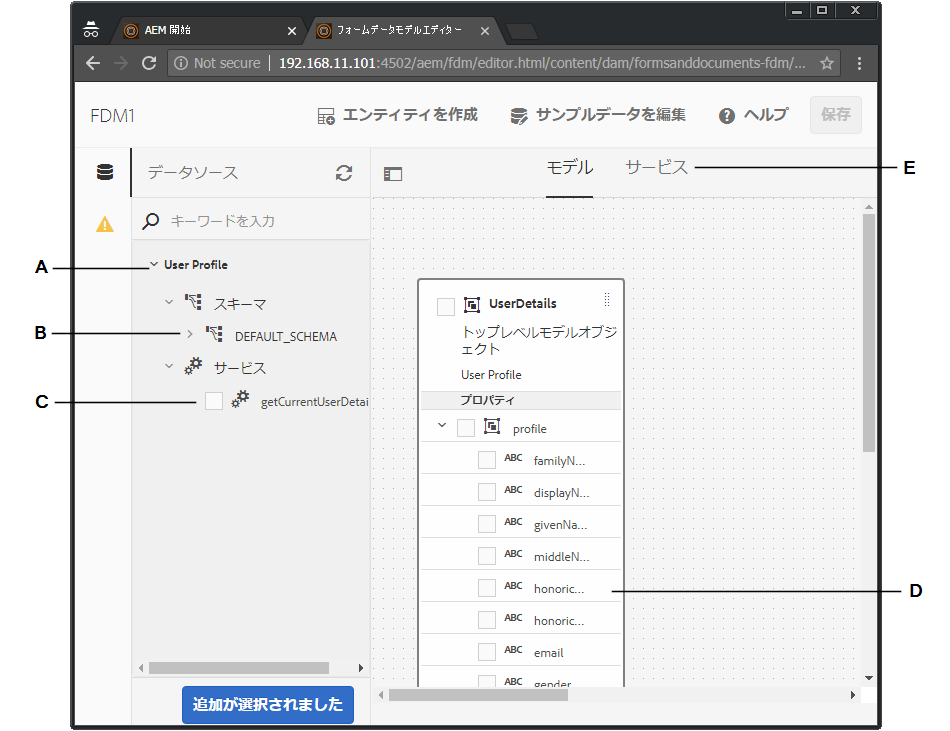 AEM 開始
フォームデータモデルエディター
Not secure
192.168.11.101:4502/aem/fdm/editor.html/content/dam/formsanddocuments-fdm/...
FDM1
エンティティを作成
サンプルデータを編集
ヘルプ
保存
データソース
モデル
サービス
E
キーワードを入力
A
User Profile
スキーマ
B
DEFAULT_SCHEMA
サービス
C
getCurrentUserDetai
UserDetails
トップレベルモデルオブジ
ェクト
User Profile
プロパティ
profile
ABC familyN...
ABC displayN...
ABC givenNa...
ABC middleN...
ABC honoric...
D
ABC honoric...
ABC email
ABC gender
追加が選択されました